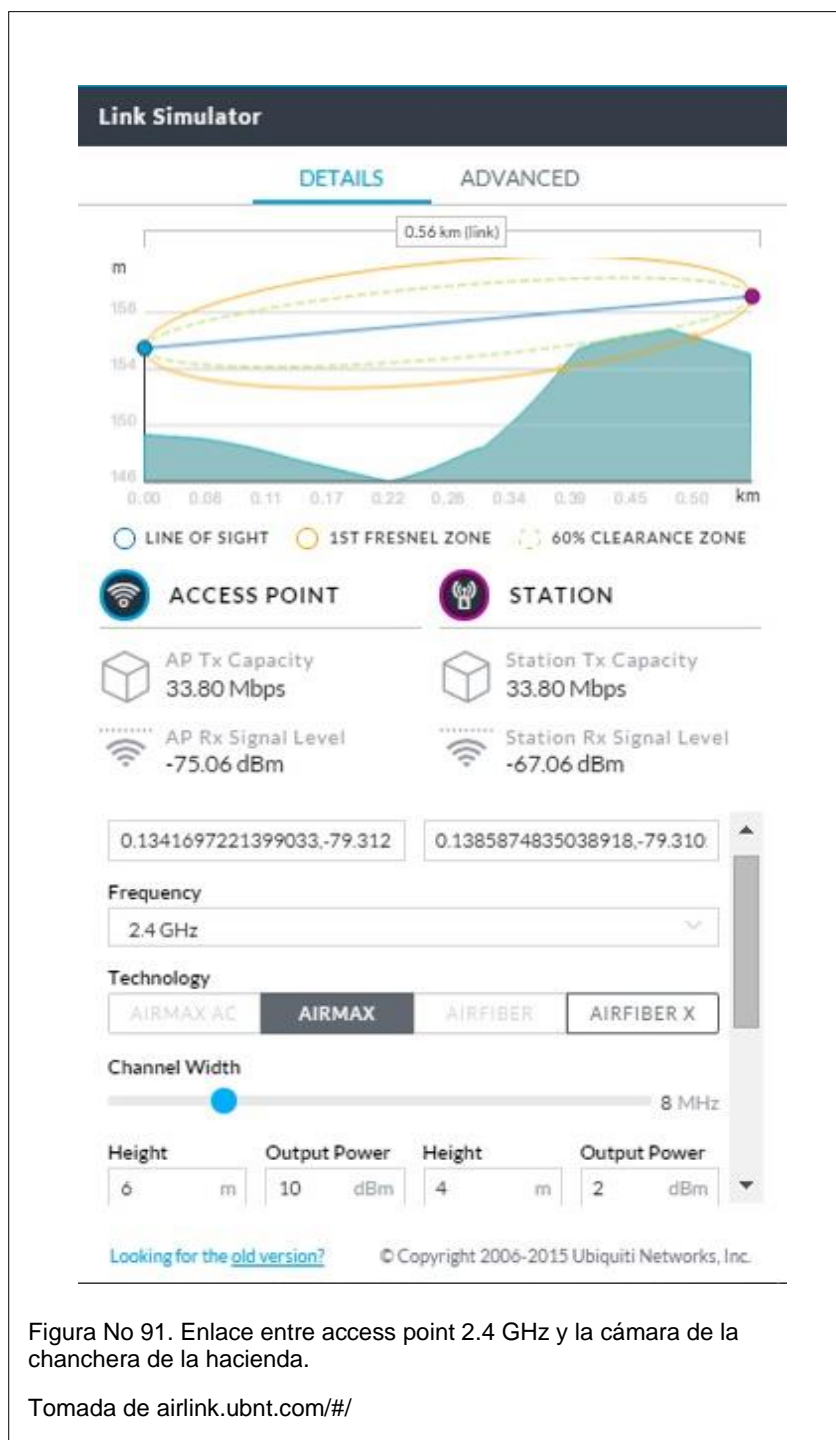 Link Simulator
DETAILS ADVANCED
0.56 km (link)
m
158
154
150
146
0.00 0.06 0.11 0.17 0.22 0.28 0.34 0.39 0.45 0.50 km
LINE OF SIGHT 1ST FRESNEL ZONE 60% CLEARANCE ZONE
ACCESS POINT STATION
AP Tx Capacity Station Tx Capacity
33.80 Mbps 33.80 Mbps
AP Rx Signal Level Station Rx Signal Level
-75.06 dBm -67.06 dBm
0.1341697221399033,-79.312 0.1385874835038918,-79.310
Frequency
2.4 GHz
Technology
AIRMAX AC AIRMAX AIRFIBER AIRFIBER X
Channel Width
8 MHz
Height Output Power Height Output Power
6 m 10 dBm 4 m 2 dBm
Looking for the old version? © Copyright 2006-2015 Ubiquiti Networks, Inc.
Figura No 91. Enlace entre access point 2.4 GHz y la cámara de la
chanchera de la hacienda.
Tomada de airlink.ubnt.com/#/